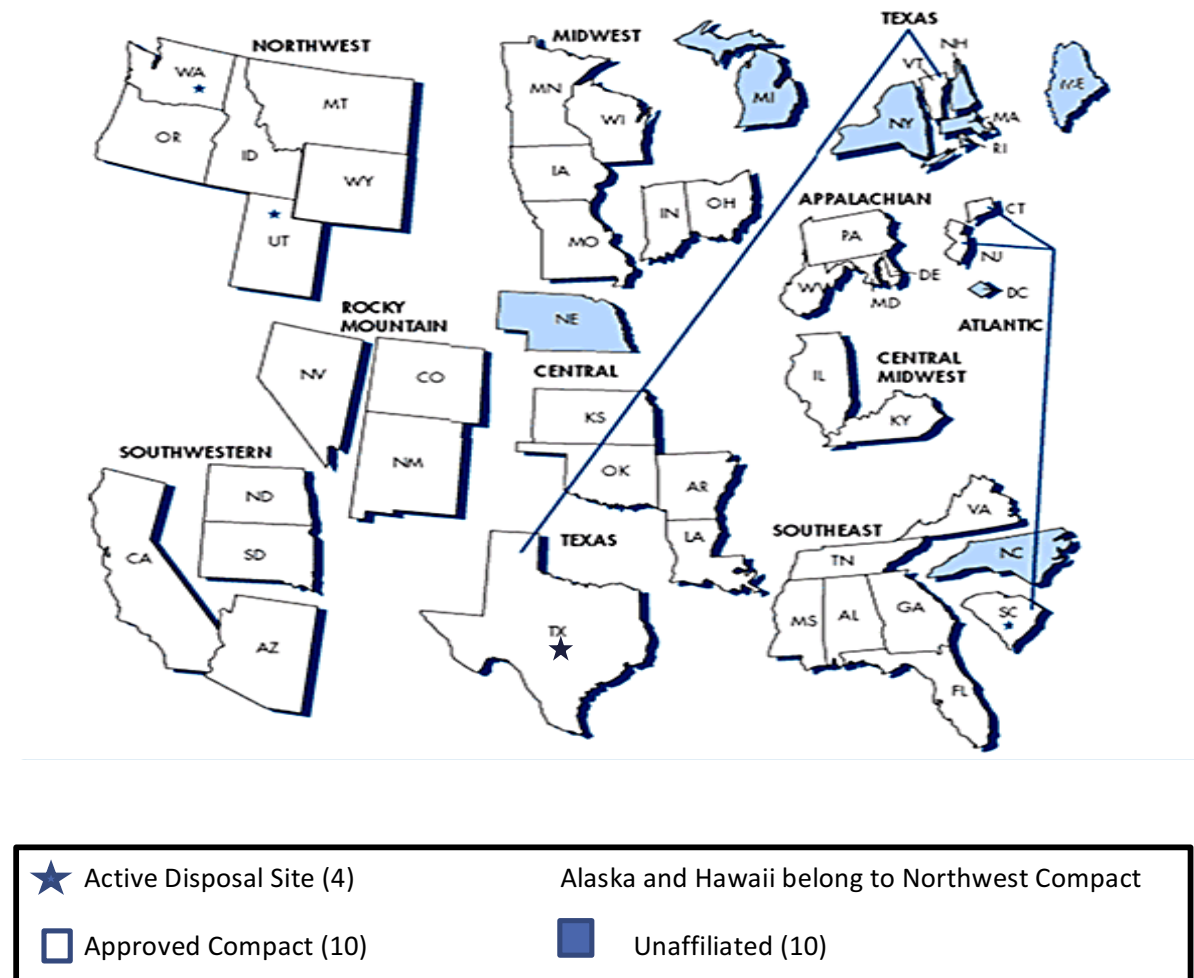 TEXAS
NORTHWEST
MIDWEST
NH
VT
WA
MT
MN
MI
ME
OR
WI
NY
MA
ID
RI
WY
IA
IN
OH
APPALACHIAN
UT
MO
PA
CT
NJ
DE
WV
MD
DC
ROCKY
MOUNTAIN
NE
ATLANTIC
NV
CO
CENTRAL
IL
CENTRAL
MIDWEST
KS
KY
SOUTHWESTERN
NM
OK
AR
ND
VA
CA
SD
TEXAS
LA
SOUTHEAST
TN
NC
AZ
TX
MS
AL
GA
SC
FL
Active Disposal Site (4)
Alaska and Hawaii belong to Northwest Compact
Approved Compact (10)
Unaffiliated (10)